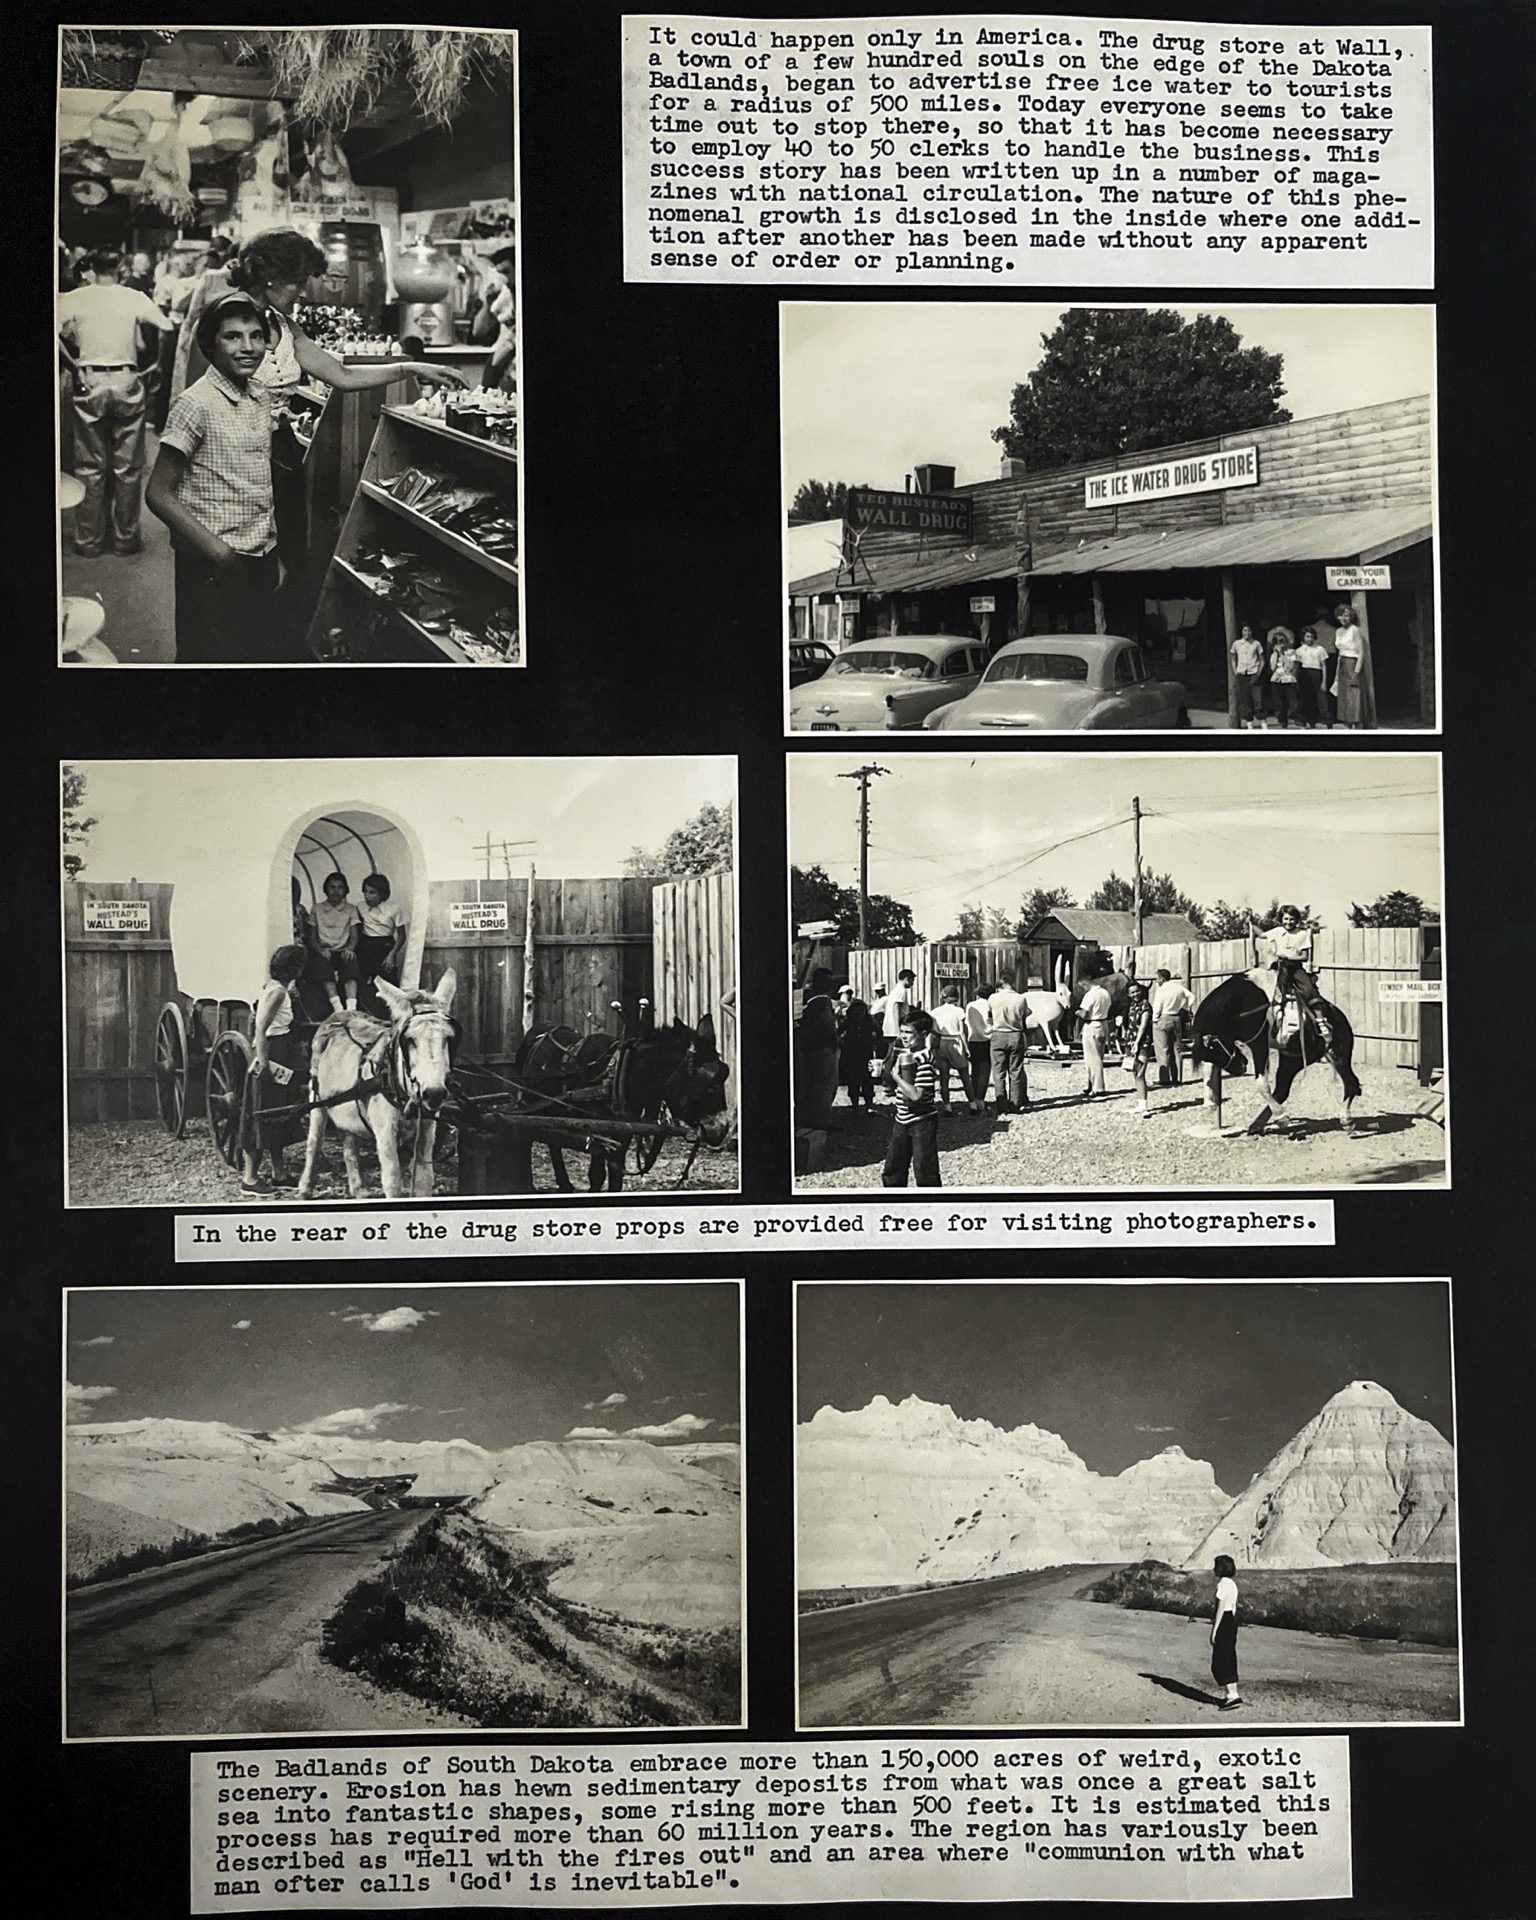 It could happen only in America. The drug store at Wall,
a town of a few hundred souls on the edge of the Dakota
Badlands, began to advertise free ice water to tourists
for a radius of 500 miles. Today everyone seems to take
time out to stop there, so that it has become necessary
to employ 40 to 50 clerks to handle the business. This
success story has been written up in a number of maga-
zines with national circulation. The nature of this phe-
nomenal growth is disclosed in the inside where one addi-
tion after another has been made without any apparent
sense of order or planning.
THE ICE WATER DRUG STORE
TED HUSTEAD'S
WALL DRUG
BRING YOUR
CAMERA
IN SOUTH DAKOTA
HUSTEAD'S
WALL DRUG
IN SOUTH DAKOTA
HUSTEAD'S
WALL DRUG
WALL DRUG
COWBOY MAIL BOX
In the rear of the drug store props are provided free for visiting photographers.
The Badlands of South Dakota embrace more than 150,000 acres of weird, exotic
scenery. Erosion has hewn sedimentary deposits from what was once a great salt
sea into fantastic shapes, some rising more than 500 feet. It is estimated this
process has required more than 60 million years. The region has variously been
described as "Hell with the fires out" and an area where "communion with what
man ofter calls 'God' is inevitable".